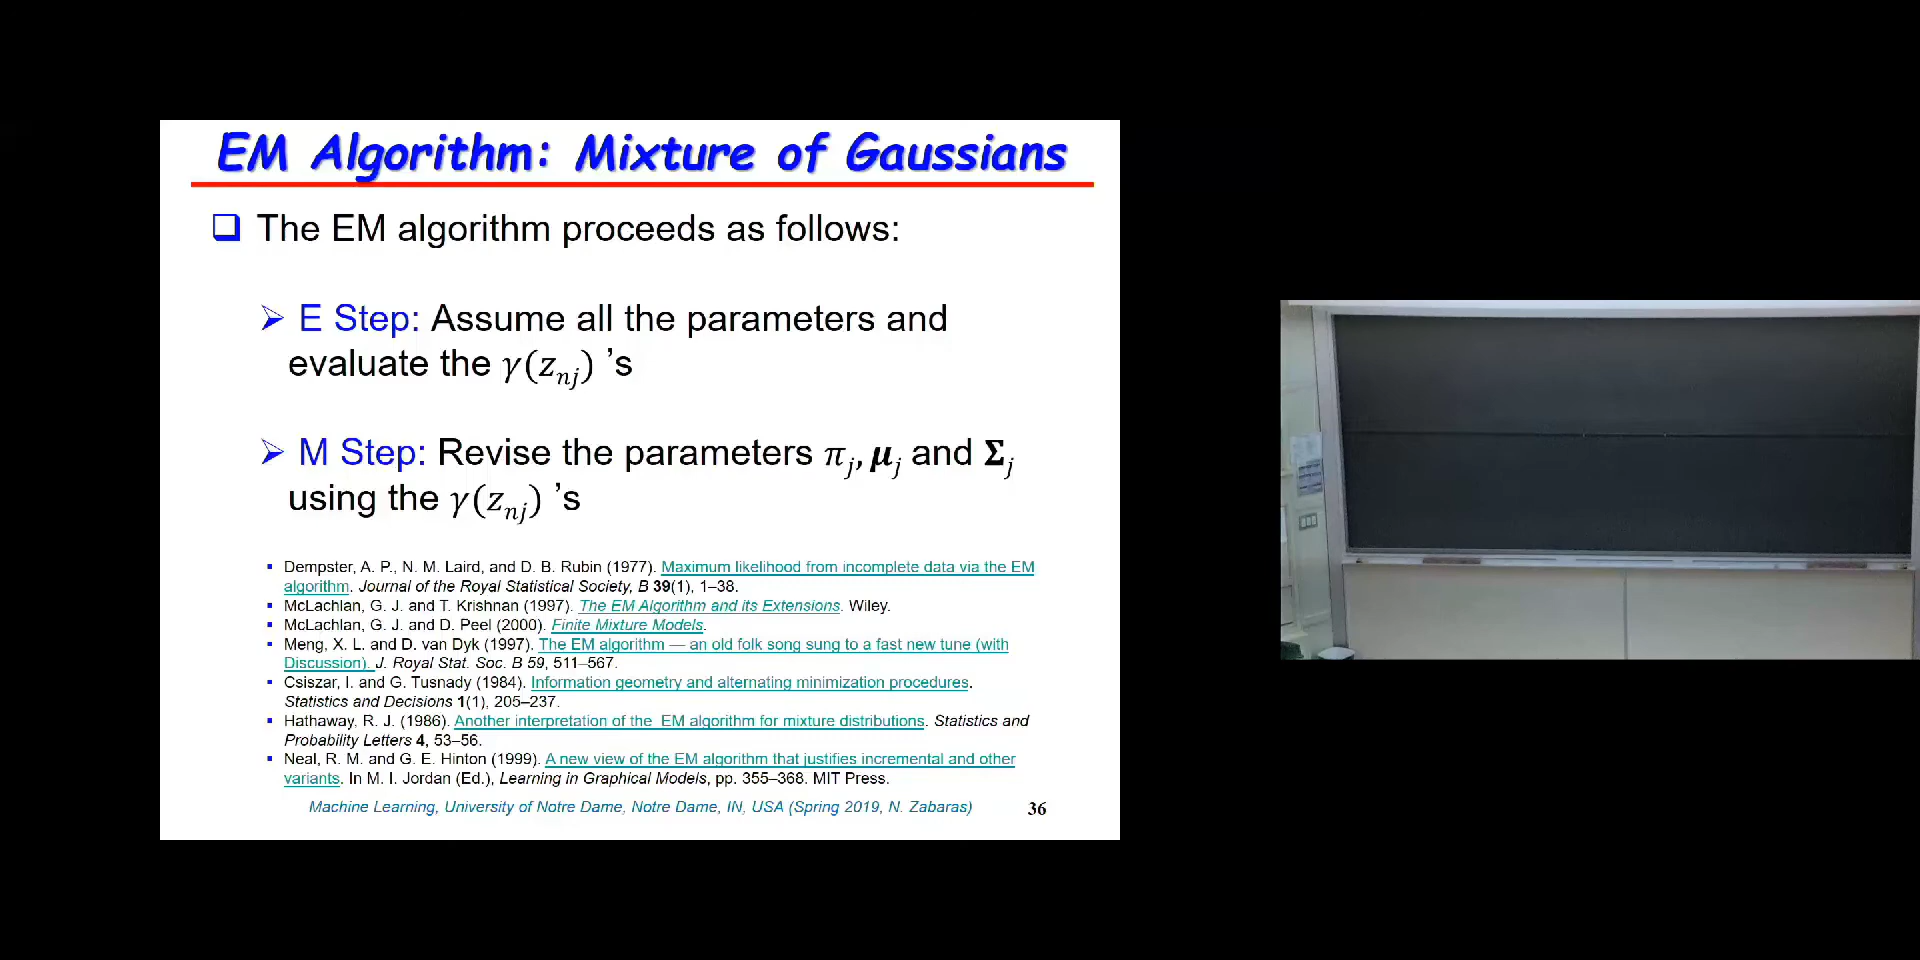 EM Algorithm: Mixture of Gaussians
The EM algorithm proceeds as follows:
E Step: Assume all the parameters and
evaluate the γ(z_{nj}) ’s
M Step: Revise the parameters π_j, μ_j and Σ_j
using the γ(z_{nj}) ’s
Dempster, A. P., N. M. Laird, and D. B. Rubin (1977). Maximum likelihood from incomplete data via the EM
algorithm. Journal of the Royal Statistical Society, B 39(1), 1–38.
McLachlan, G. J. and T. Krishnan (1997). The EM Algorithm and its Extensions. Wiley.
McLachlan, G. J. and D. Peel (2000). Finite Mixture Models.
Meng, X. L. and D. van Dyk (1997). The EM algorithm — an old folk song sung to a fast new tune (with
Discussion). J. Royal Stat. Soc. B 59, 511–567.
Csiszar, I. and G. Tusnady (1984). Information geometry and alternating minimization procedures.
Statistics and Decisions 1(1), 205–237.
Hathaway, R. J. (1986). Another interpretation of the EM algorithm for mixture distributions. Statistics and
Probability Letters 4, 53–56.
Neal, R. M. and G. E. Hinton (1999). A new view of the EM algorithm that justifies incremental and other
variants. In M. I. Jordan (Ed.), Learning in Graphical Models, pp. 355–368. MIT Press.
Machine Learning, University of Notre Dame, Notre Dame, IN, USA (Spring 2019, N. Zabaras)
36